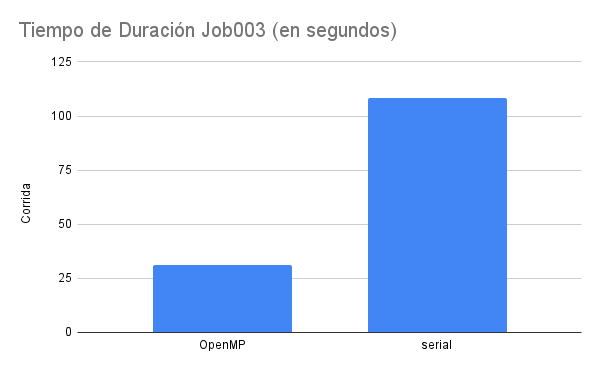 Tiempo de Duración Job003 (en segundos)
125
100
75
50
25
0
Corrida
OpenMP
serial